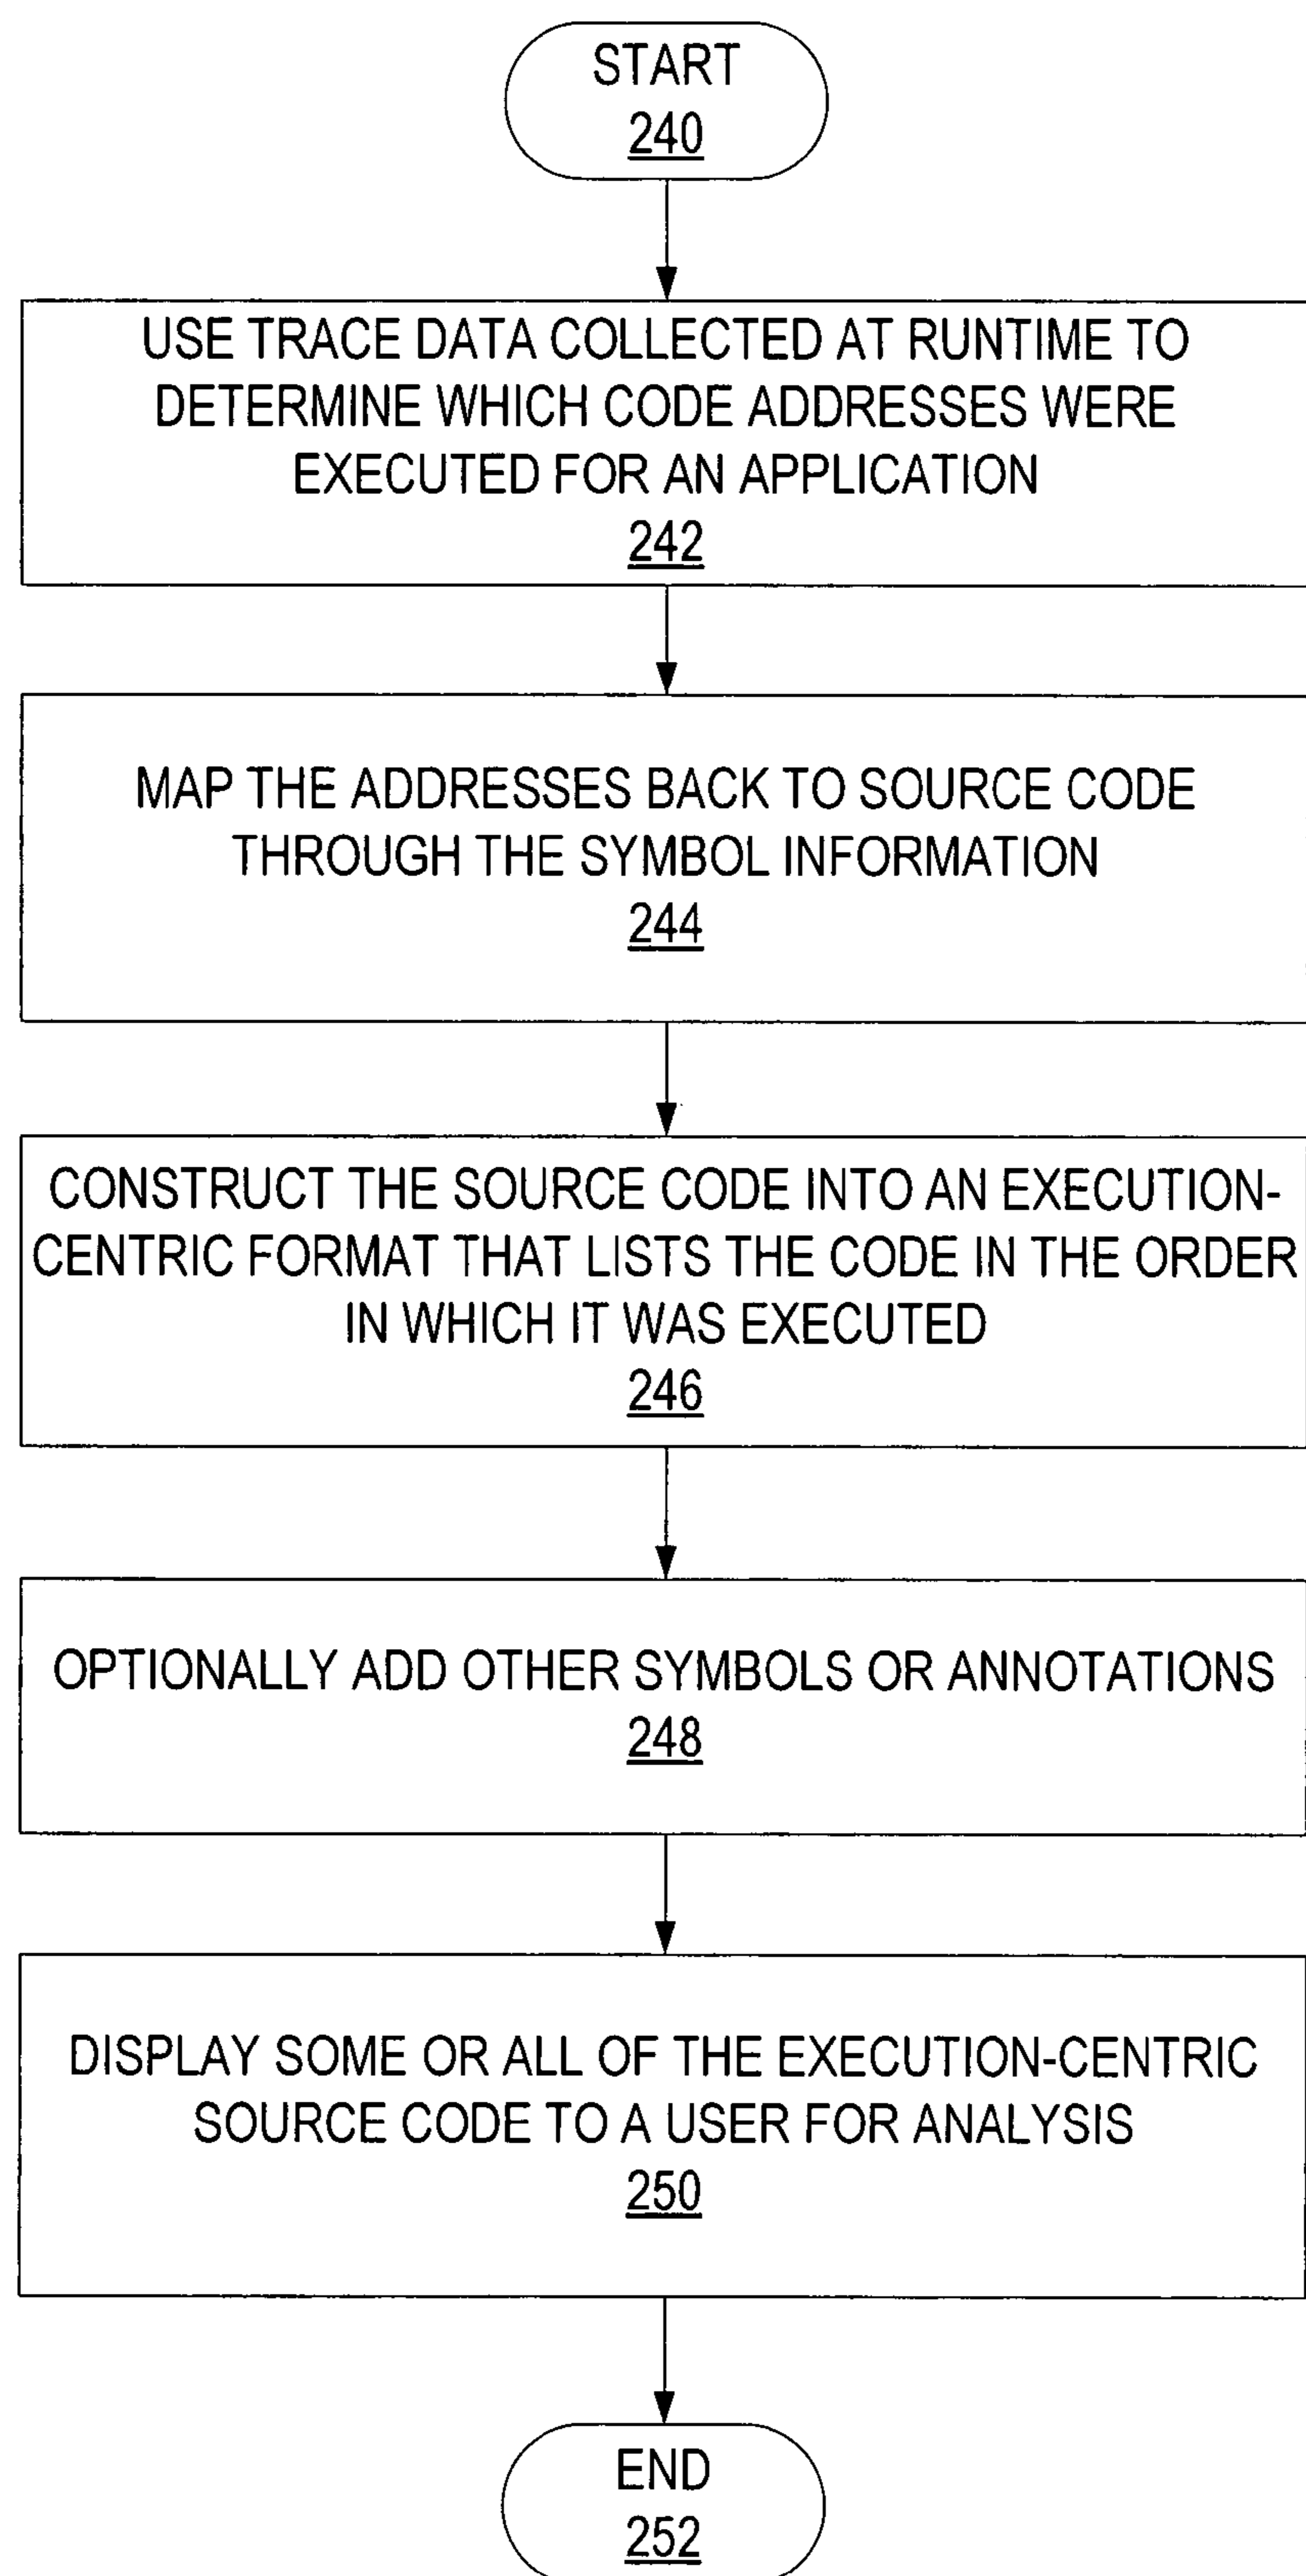 START
240
USE TRACE DATA COLLECTED AT RUNTIME TO
DETERMINE WHICH CODE ADDRESSES WERE
EXECUTED FOR AN APPLICATION
242
MAP THE ADDRESSES BACK TO SOURCE CODE
THROUGH THE SYMBOL INFORMATION
244
CONSTRUCT THE SOURCE CODE INTO AN EXECUTION-
CENTRIC FORMAT THAT LISTS THE CODE IN THE ORDER
IN WHICH IT WAS EXECUTED
246
OPTIONALLY ADD OTHER SYMBOLS OR ANNOTATIONS
248
DISPLAY SOME OR ALL OF THE EXECUTION-CENTRIC
SOURCE CODE TO A USER FOR ANALYSIS
250
END
252